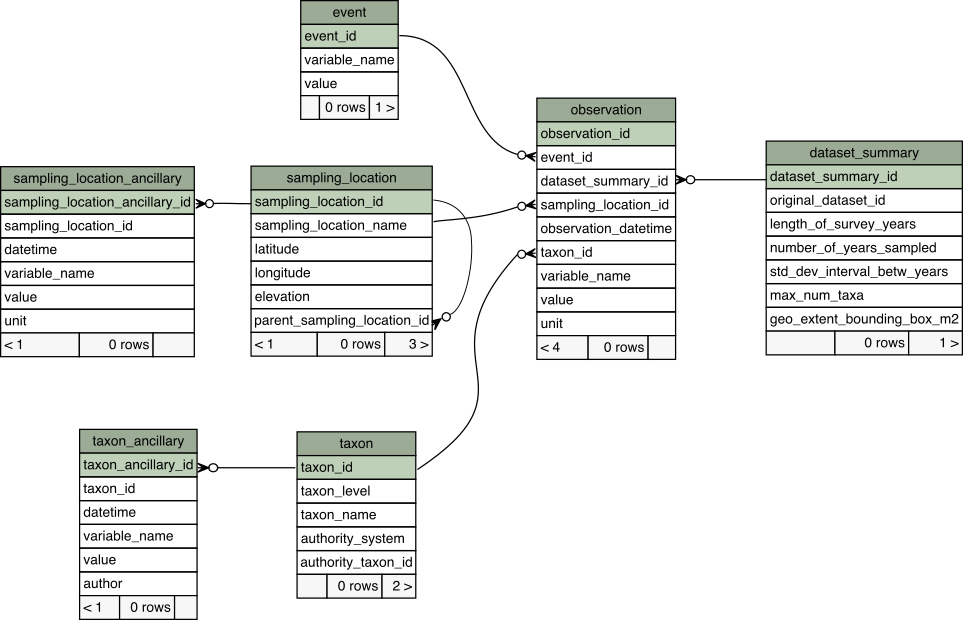 event
event_id
variable_name
value
0 rows 1 >
observation
observation_id
event_id
dataset_summary_id
sampling_location_id
observation_datetime
taxon_id
variable_name
value
unit
< 4 0 rows
dataset_summary
dataset_summary_id
original_dataset_id
length_of_survey_years
number_of_years_sampled
std_dev_interval_betw_years
max_num_taxa
geo_extent_bounding_box_m2
0 rows 1 >
sampling_location_ancillary
sampling_location_ancillary_id
sampling_location_id
datetime
variable_name
value
unit
< 1 0 rows
sampling_location
sampling_location_id
sampling_location_name
latitude
longitude
elevation
parent_sampling_location_id
< 1 0 rows 3 >
taxon_ancillary
taxon_ancillary_id
taxon_id
datetime
variable_name
value
author
< 1 0 rows
taxon
taxon_id
taxon_level
taxon_name
authority_system
authority_taxon_id
0 rows 2 >